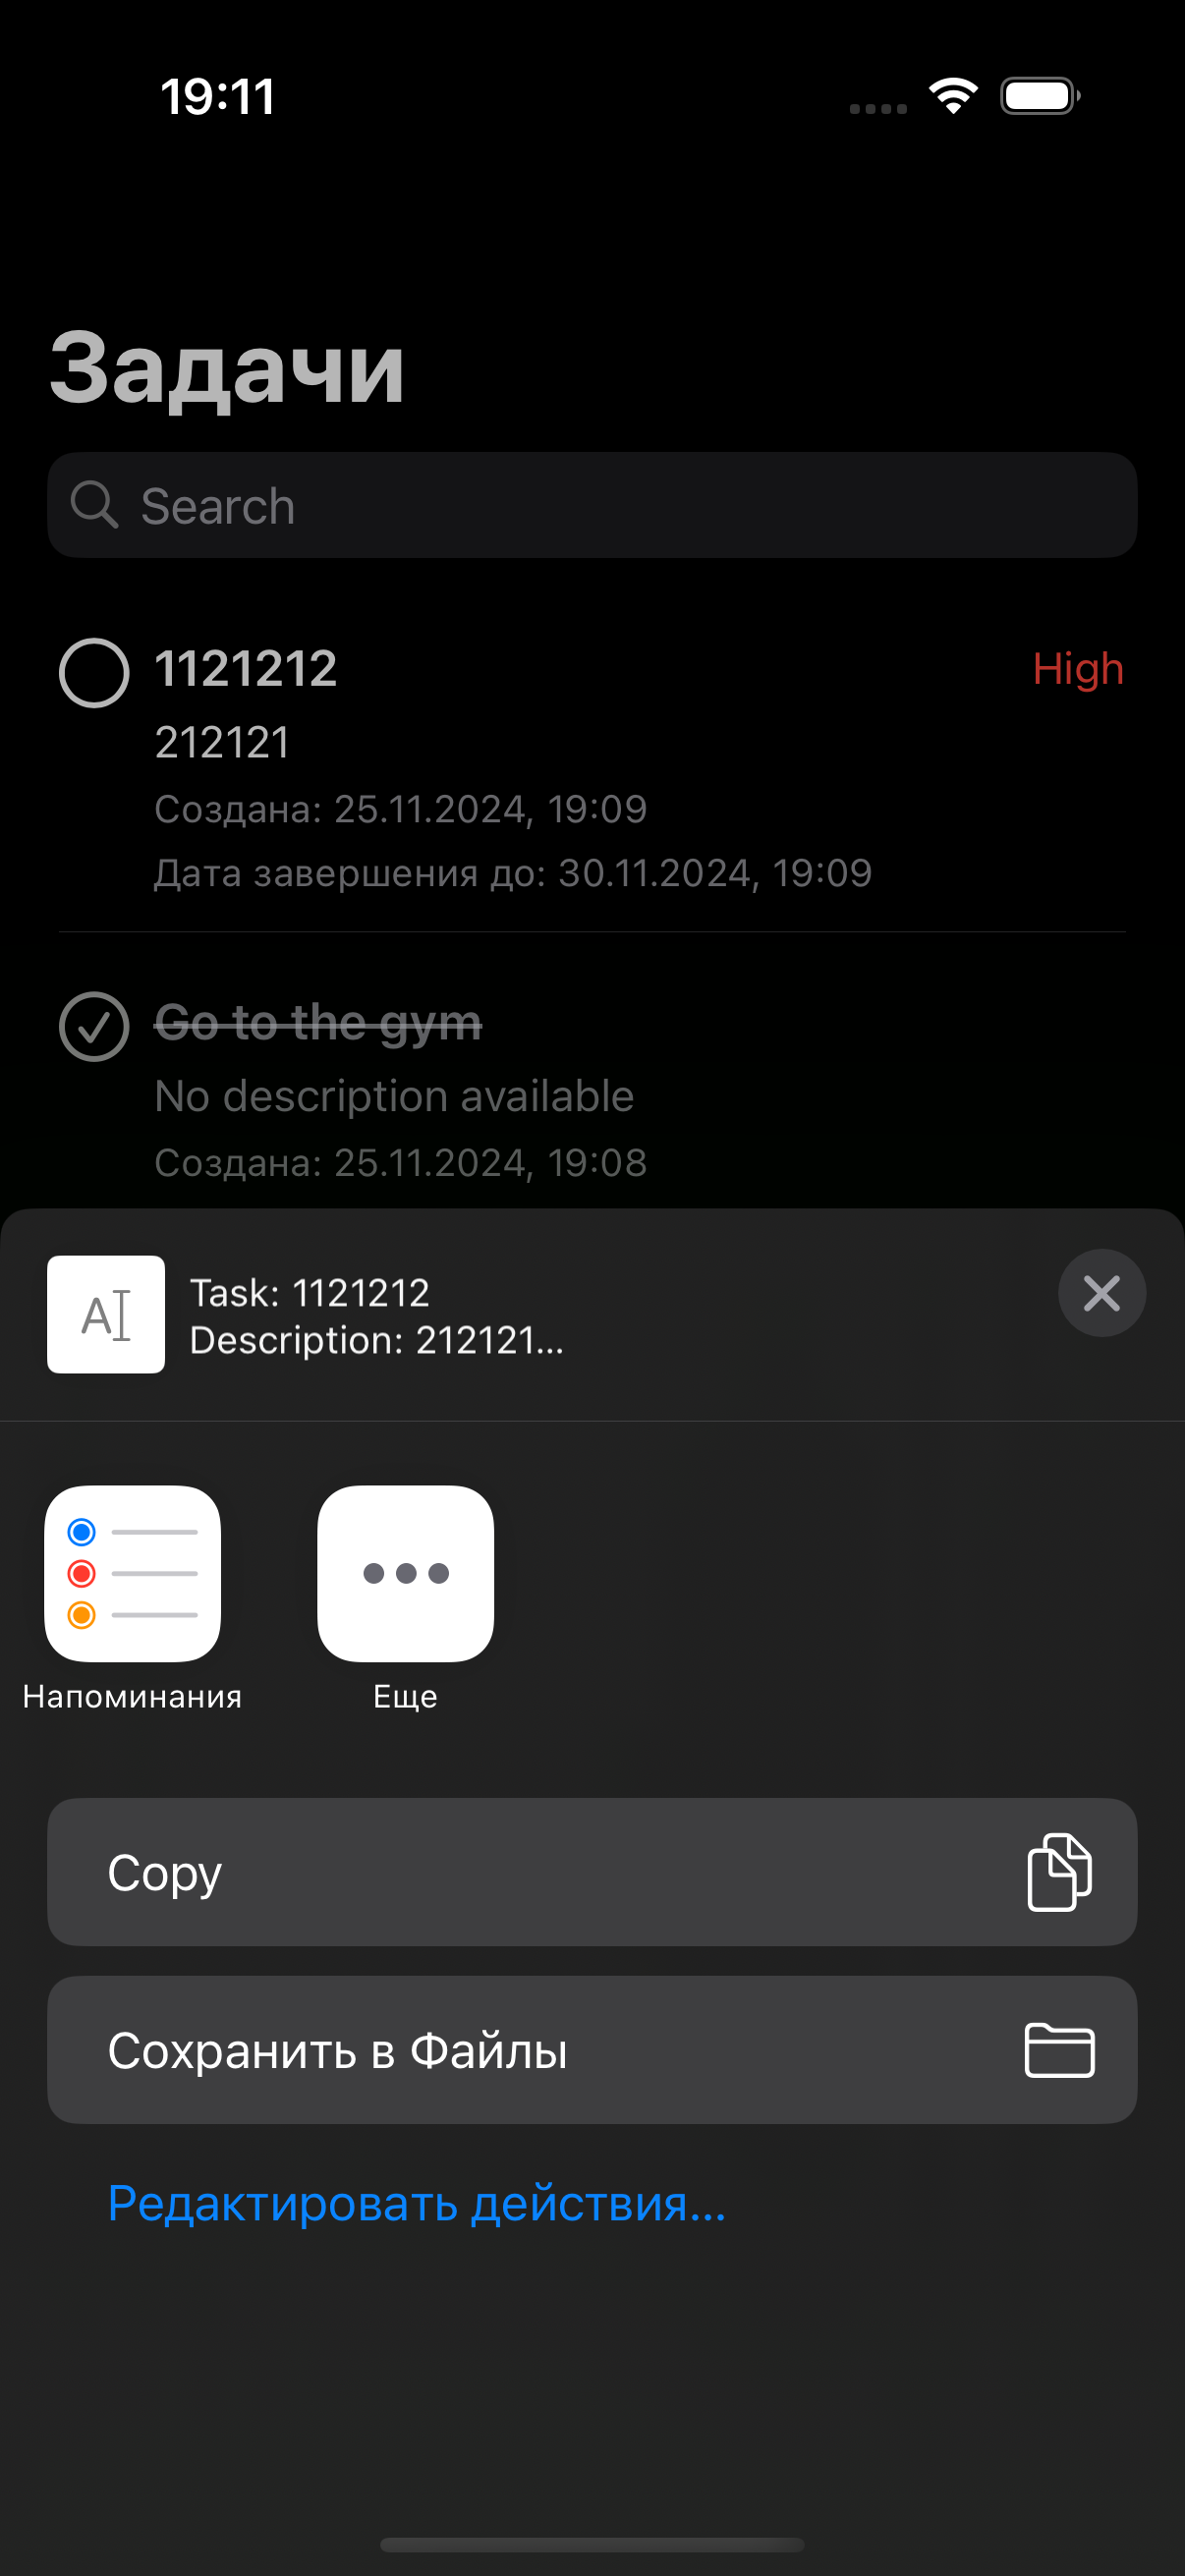 19:11
Задачи
Search
1121212
High
212121
Создана: 25.11.2024, 19:09
Дата завершения до: 30.11.2024, 19:09
Go to the gym
No description available
Создана: 25.11.2024, 19:08
Task: 1121212
Description: 212121...
Напоминания
Еще
Copy
Сохранить в Файлы
Редактировать действия...